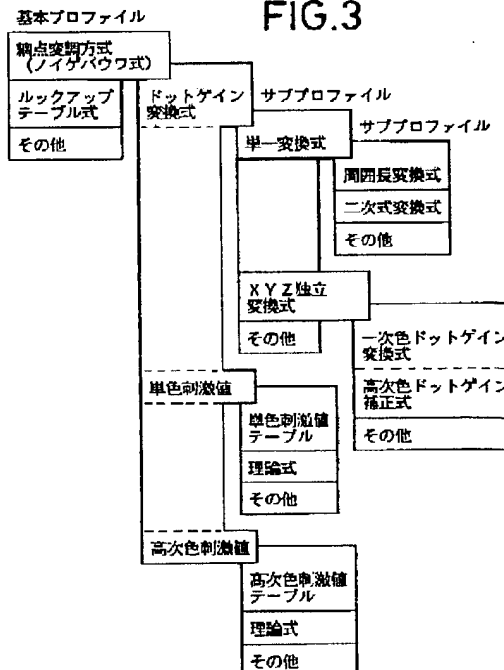 FIG.3
基本プロファイル
網点変調方式
(ノイゲバウワ式)
ルックアップ
テーブル式
その他
ドットゲイン
変換式
サブプロファイル
単一変換式
サブプロファイル
周囲長変換式
二次式変換式
その他
XYZ独立
変換式
その他
一次色ドットゲイン
変換式
高次色ドットゲイン
補正式
その他
単色刺激値
単色刺激値
テーブル
理論式
その他
高次色刺激値
高次色刺激値
テーブル
理論式
その他